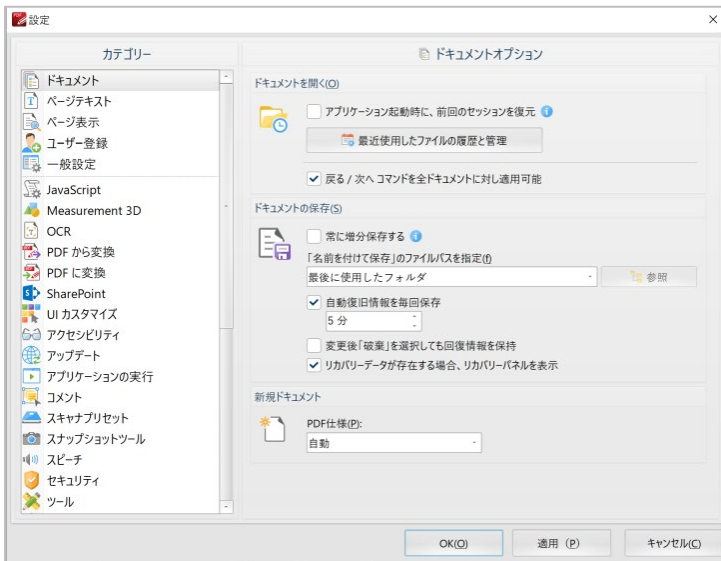 設定
カテゴリー
ドキュメント
ページテキスト
ページ表示
ユーザー登録
一般設定
JavaScript
Measurement 3D
OCR
PDF から変換
PDF に変換
SharePoint
UI カスタマイズ
アクセシビリティ
アップデート
アプリケーションの実行
コメント
スキャナプリセット
スナップショットツール
スピーチ
セキュリティ
ツール
ドキュメントオプション
ドキュメントを開く(O)
アプリケーション起動時に、前回のセッションを復元
最近使用したファイルの履歴と管理
戻る / 次へ コマンドを全ドキュメントに対し適用可能
ドキュメントの保存(S)
常に増分保存する
「名前を付けて保存」のファイルパスを指定(f)
最後に使用したフォルダ
参照
自動復旧情報を毎回保存
5 分
変更後「破棄」を選択しても回復情報を保持
リカバリーデータが存在する場合、リカバリーパネルを表示
新規ドキュメント
PDF仕様(P):
自動
OK(O)
適用 (P)
キャンセル(C)